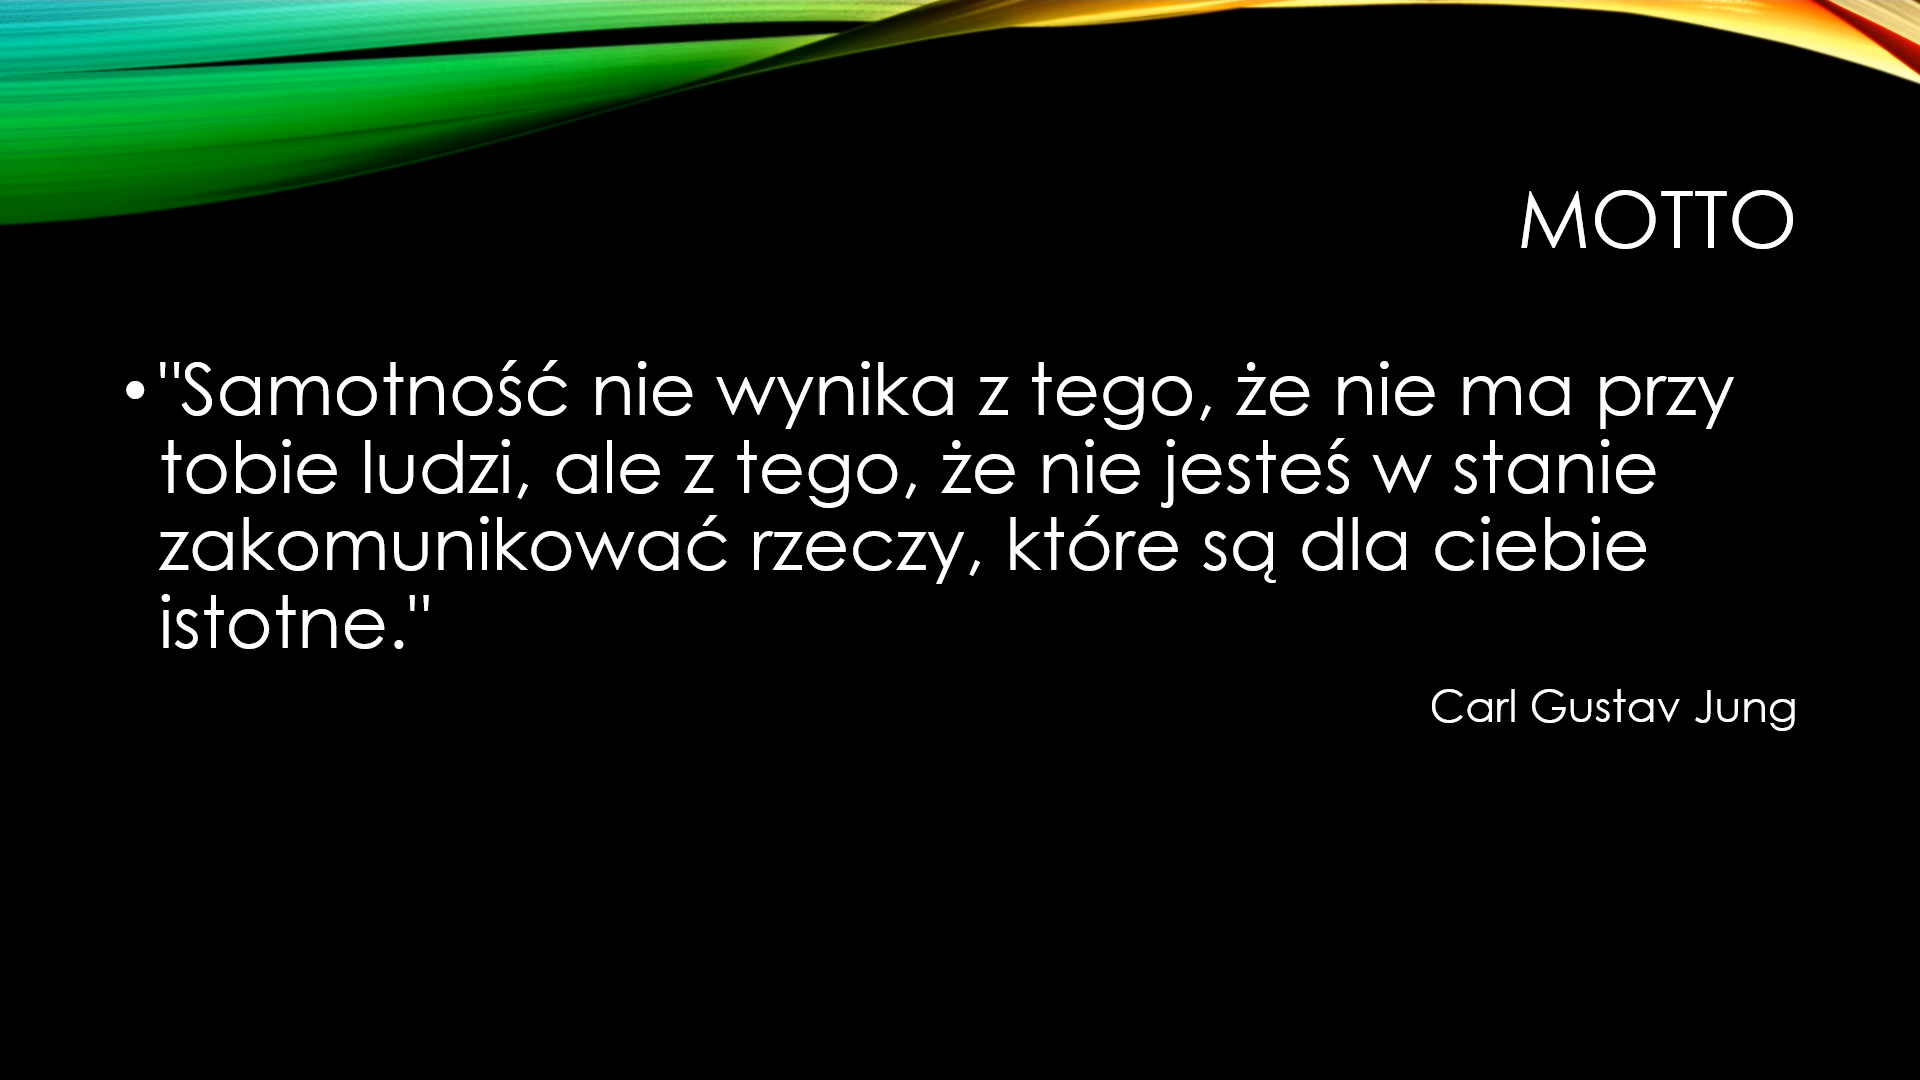 MOTTO
• "Samotność nie wynika z tego, że nie ma przy
tobie ludzi, ale z tego, że nie jesteś w stanie
zakomunikować rzeczy, które są dla ciebie
istotne."
Carl Gustav Jung